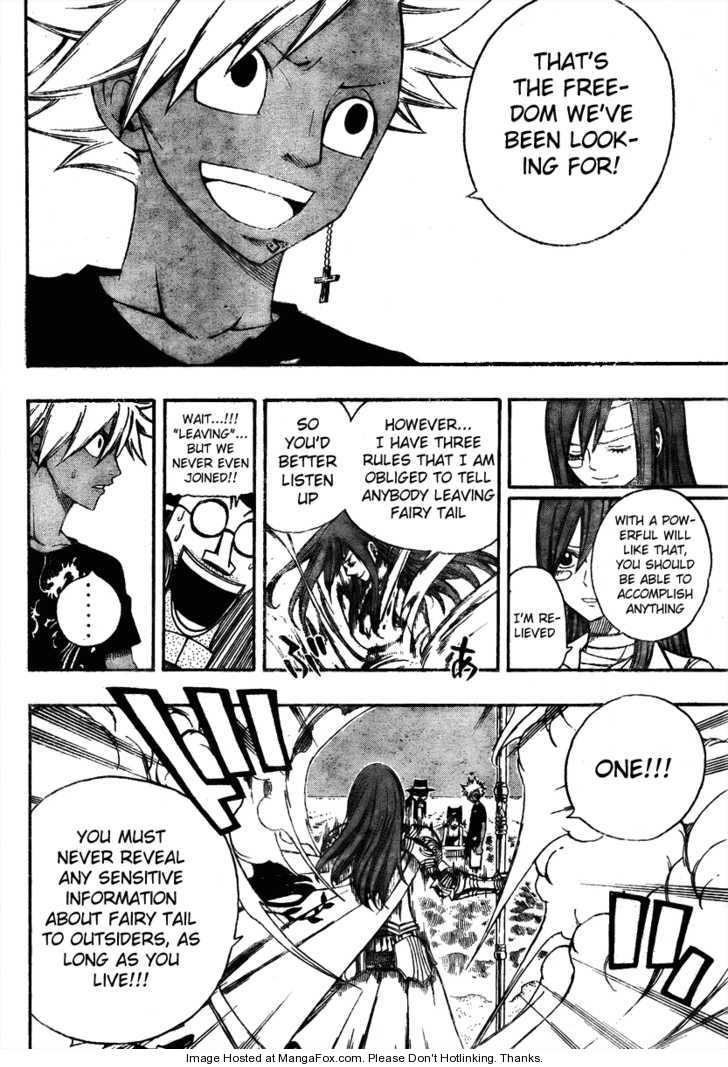 THAT'S
THE FREE-
DOM WE'VE
BEEN LOOK-
ING FOR!
WITH A POW-
ERFUL WILL
LIKE THAT,
YOU SHOULD
BE ABLE TO
ACCOMPLISH
ANYTHING
I'M RE-
LIEVED
HOWEVER...
I HAVE THREE
RULES THAT I AM
OBLIGED TO TELL
ANYBODY LEAVING
FAIRY TAIL
SO
YOU'D
BETTER
LISTEN
UP
あ
ぶぶ
WAIT...!!!
"LEAVING"...
BUT WE
NEVER EVEN
JOINED!!
......
ONE!!!
YOU MUST
NEVER REVEAL
ANY SENSITIVE
INFORMATION
ABOUT FAIRY TAIL
TO OUTSIDERS, AS
LONG AS YOU
LIVE!!!
Image Hosted at MangaFox.com. Please Don't Hotlinking. Thanks.